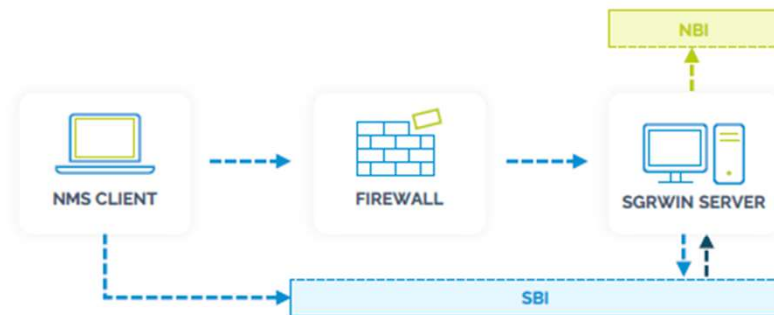 NBI
NMS CLIENT
FIREWALL
SGRWIN SERVER
SBI